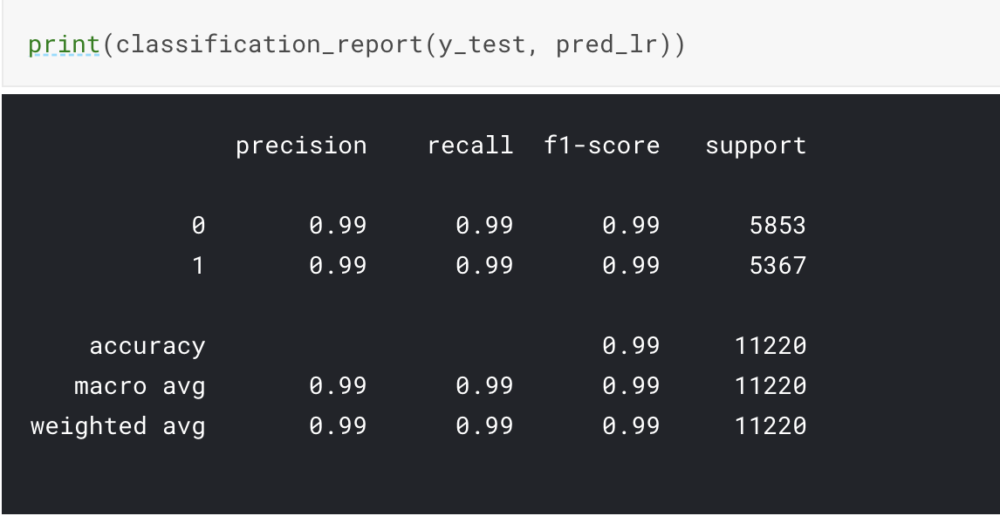 print(classification_report(y_test, pred_lr))
precision recall f1-score support
0 0.99 0.99 0.99 5853
1 0.99 0.99 0.99 5367
accuracy 0.99 11220
macro avg 0.99 0.99 0.99 11220
weighted avg 0.99 0.99 0.99 11220